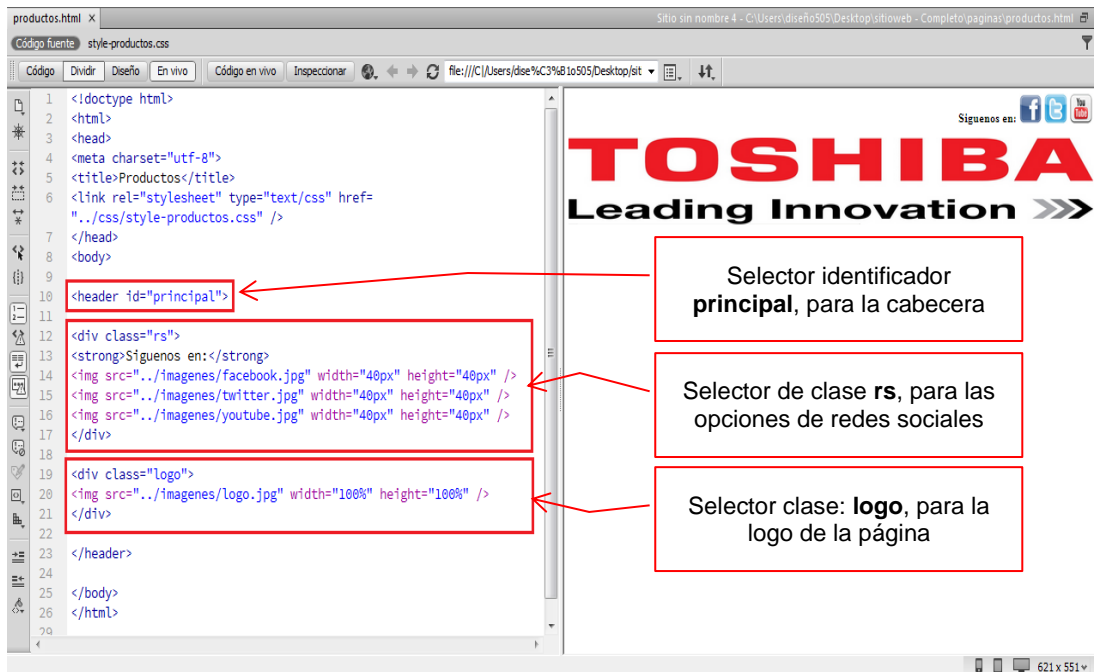 productos.html ×
Sitio sin nombre 4 - C:\Users\diseño505\Desktop\sitioweb - Completo\paginas\productos.html
Código fuente style-productos.css
Código Dividir Diseño En vivo Código en vivo Inspeccionar file:///C|/Users/dise%C3%B1o505/Desktop/sit
1 <!doctype html>
2 <html>
3 <head>
4 <meta charset="utf-8">
5 <title>Productos</title>
6 <link rel="stylesheet" type="text/css" href=
"../css/style-productos.css" />
7 </head>
8 <body>
9
10 <header id="principal">
11
12 <div class="rs">
13 <strong>Siguenos en:</strong>
14 <img src="../imagenes/facebook.jpg" width="40px" height="40px" />
15 <img src="../imagenes/twitter.jpg" width="40px" height="40px" />
16 <img src="../imagenes/youtube.jpg" width="40px" height="40px" />
17 </div>
18
19 <div class="logo">
20 <img src="../imagenes/logo.jpg" width="100%" height="100%" />
21 </div>
22
23 </header>
24
25 </body>
26 </html>
29
Siguenos en: f t You Tube
TOSHIBA
Leading Innovation >>>
Selector identificador
principal, para la cabecera
Selector de clase rs, para las
opciones de redes sociales
Selector clase: logo, para la
logo de la página
621 x 551